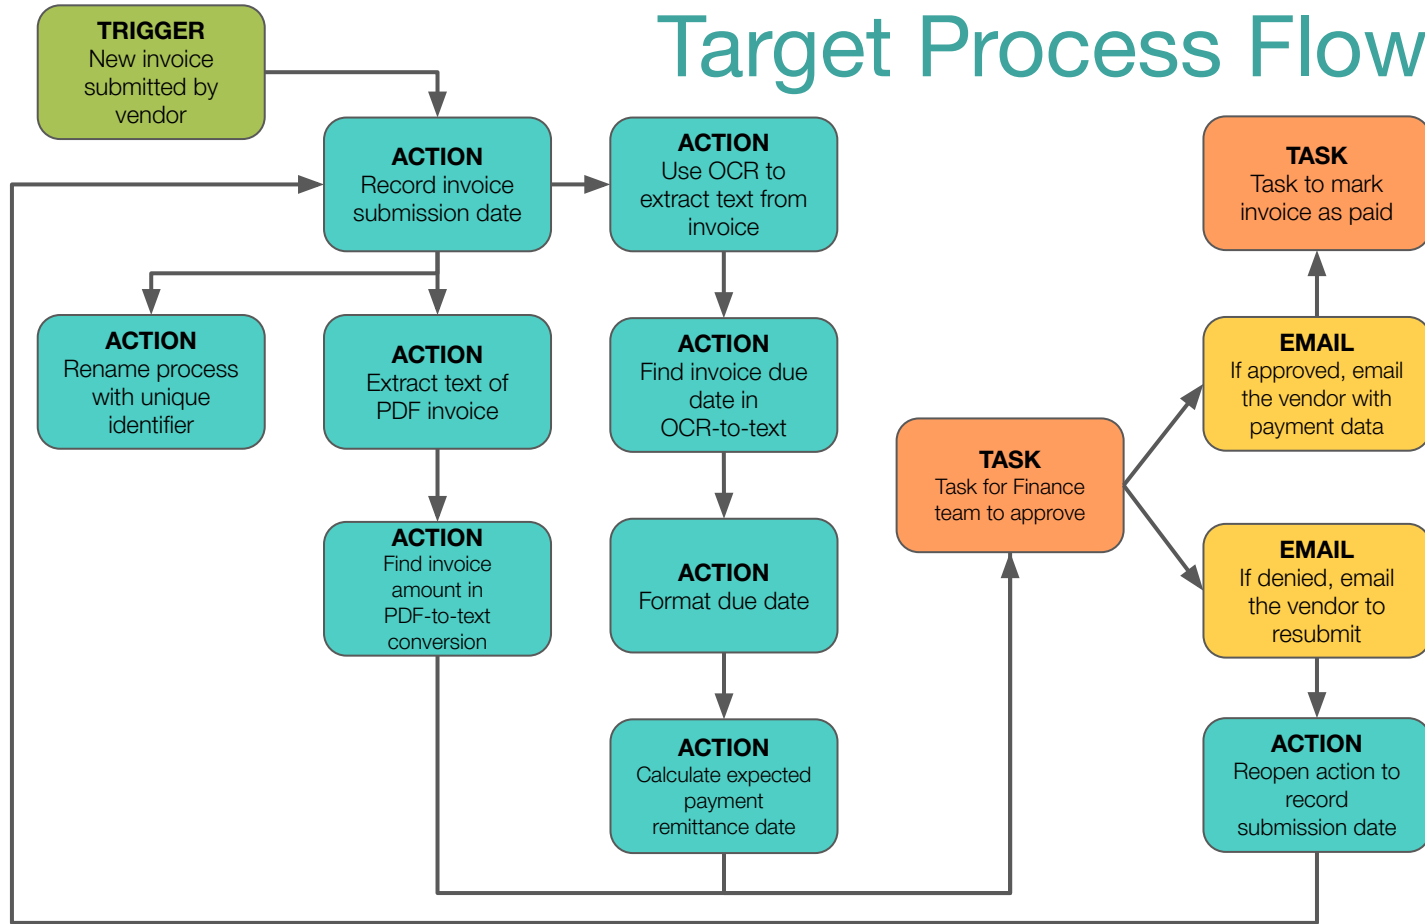 Target Process Flow
TRIGGER
New invoice
submitted by
vendor
ACTION
Record invoice
submission date
ACTION
Use OCR to
extract text from
invoice
TASK
Task to mark
invoice as paid
ACTION
Rename process
with unique
identifier
ACTION
Extract text of
PDF invoice
ACTION
Find invoice due
date in
OCR-to-text
EMAIL
If approved, email
the vendor with
payment data
TASK
Task for Finance
team to approve
ACTION
Find invoice
amount in
PDF-to-text
conversion
ACTION
Format due date
EMAIL
If denied, email
the vendor to
resubmit
ACTION
Calculate expected
payment
remittance date
ACTION
Reopen action to
record
submission date